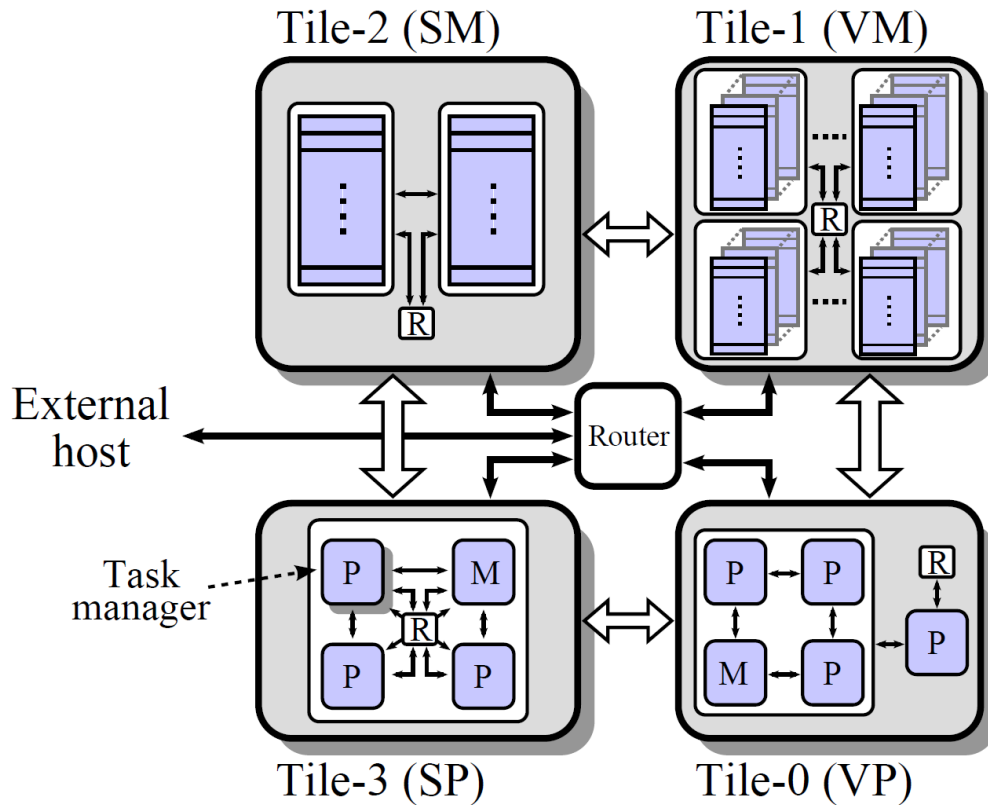 Tile-2 (SM)
Tile-1 (VM)
R
R
External
host
Router
Task
manager
P
M
R
P
P
P
P
R
M
P
P
Tile-3 (SP)
Tile-0 (VP)